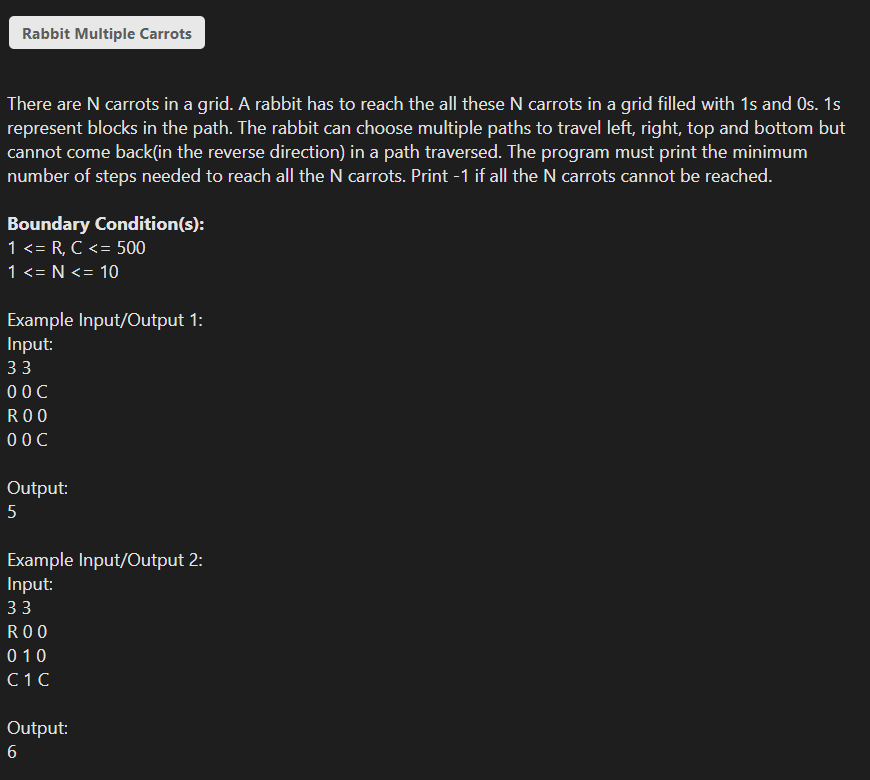 Rabbit Multiple Carrots
There are N carrots in a grid. A rabbit has to reach the all these N carrots in a grid filled with 1s and 0s. 1s
represent blocks in the path. The rabbit can choose multiple paths to travel left, right, top and bottom but
cannot come back(in the reverse direction) in a path traversed. The program must print the minimum
number of steps needed to reach all the N carrots. Print -1 if all the N carrots cannot be reached.
Boundary Condition(s):
1 <= R, C <= 500
1 <= N <= 10
Example Input/Output 1:
Input:
3 3
0 0 C
R 0 0
0 0 C
Output:
5
Example Input/Output 2:
Input:
3 3
R 0 0
0 1 0
C 1 C
Output:
6